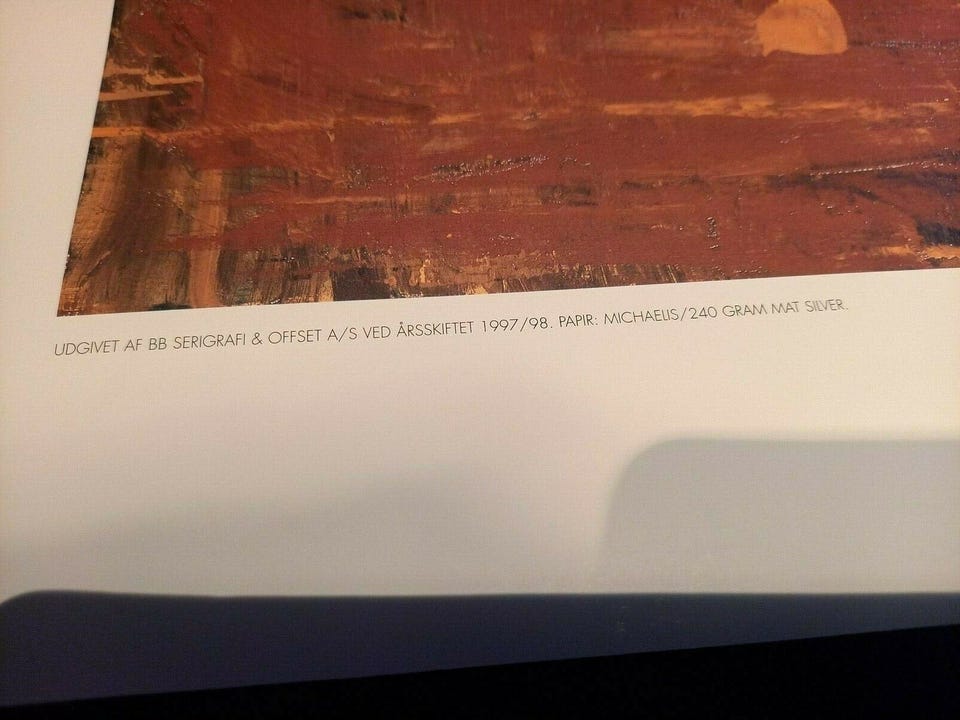 UDGIVET AF BB SERIGRAFI & OFFSET A/S VED ÅRSSKIFTET 1997/98. PAPIR: MICHAELIS/240 GRAM MAT SILVER.